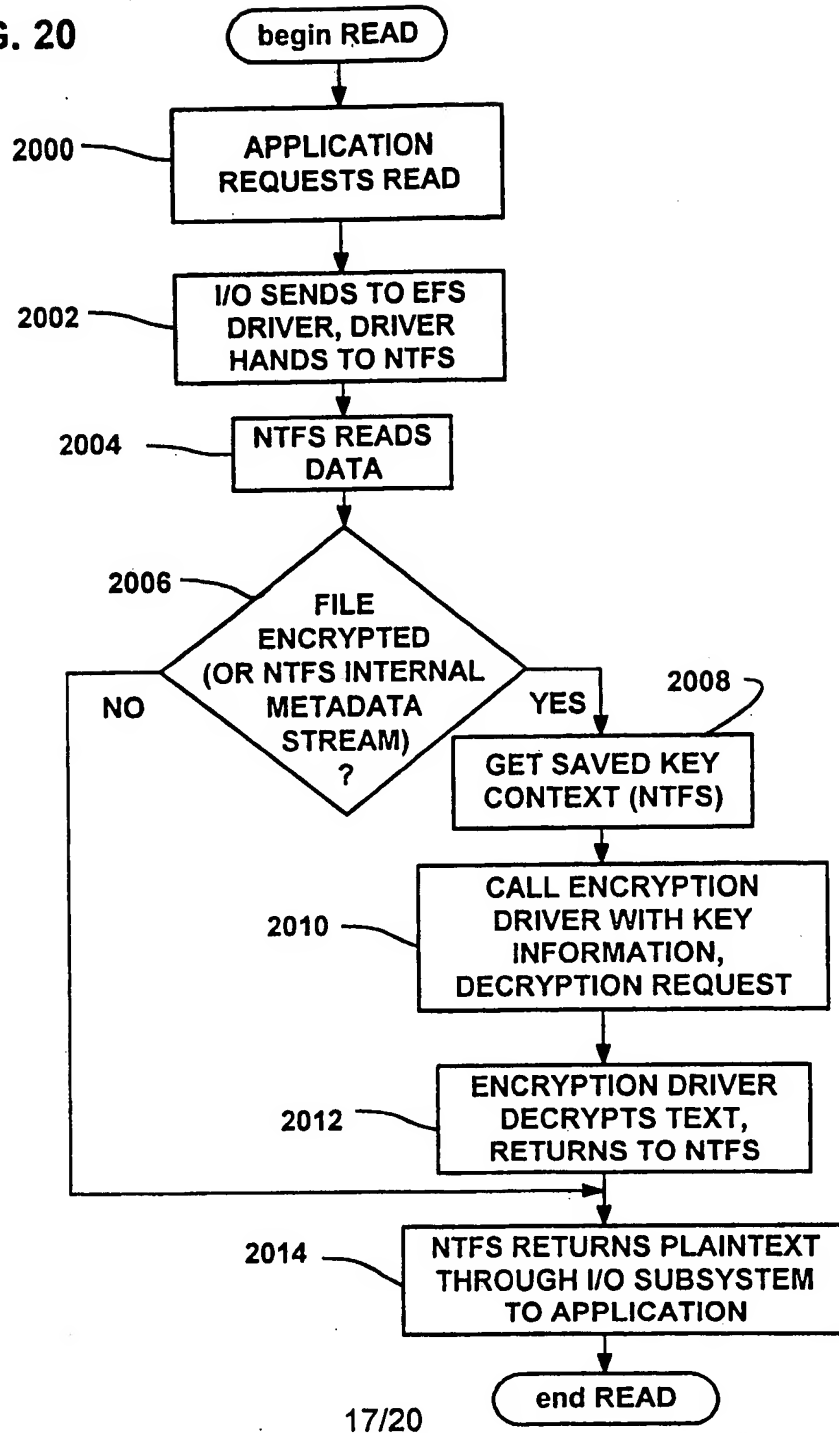 G. 20
begin READ
2000
APPLICATION
REQUESTS READ
2002
I/O SENDS TO EFS
DRIVER, DRIVER
HANDS TO NTFS
2004
NTFS READS
DATA
2006
FILE
ENCRYPTED
(OR NTFS INTERNAL
METADATA
STREAM)
?
NO
YES
2008
GET SAVED KEY
CONTEXT (NTFS)
2010
CALL ENCRYPTION
DRIVER WITH KEY
INFORMATION,
DECRYPTION REQUEST
2012
ENCRYPTION DRIVER
DECRYPTS TEXT,
RETURNS TO NTFS
2014
NTFS RETURNS PLAINTEXT
THROUGH I/O SUBSYSTEM
TO APPLICATION
end READ
17/20